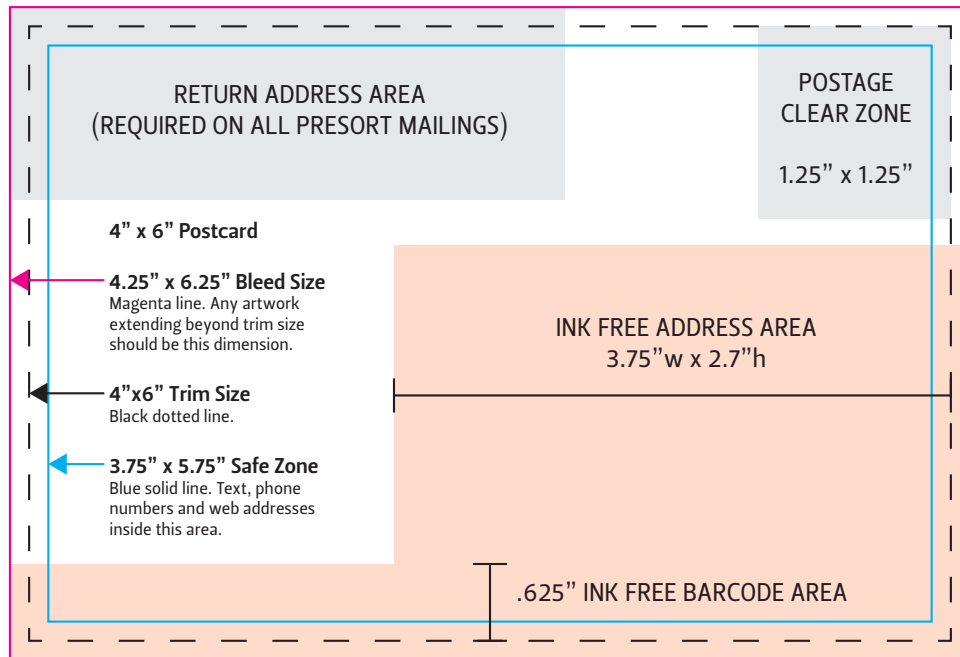 RETURN ADDRESS AREA
(REQUIRED ON ALL PRESORT MAILINGS)
POSTAGE
CLEAR ZONE
1.25” x 1.25”
4” x 6” Postcard
4.25” x 6.25” Bleed Size
Magenta line. Any artwork
extending beyond trim size
should be this dimension.
4”x6” Trim Size
Black dotted line.
3.75” x 5.75” Safe Zone
Blue solid line. Text, phone
numbers and web addresses
inside this area.
INK FREE ADDRESS AREA
3.75”w x 2.7”h
.625” INK FREE BARCODE AREA